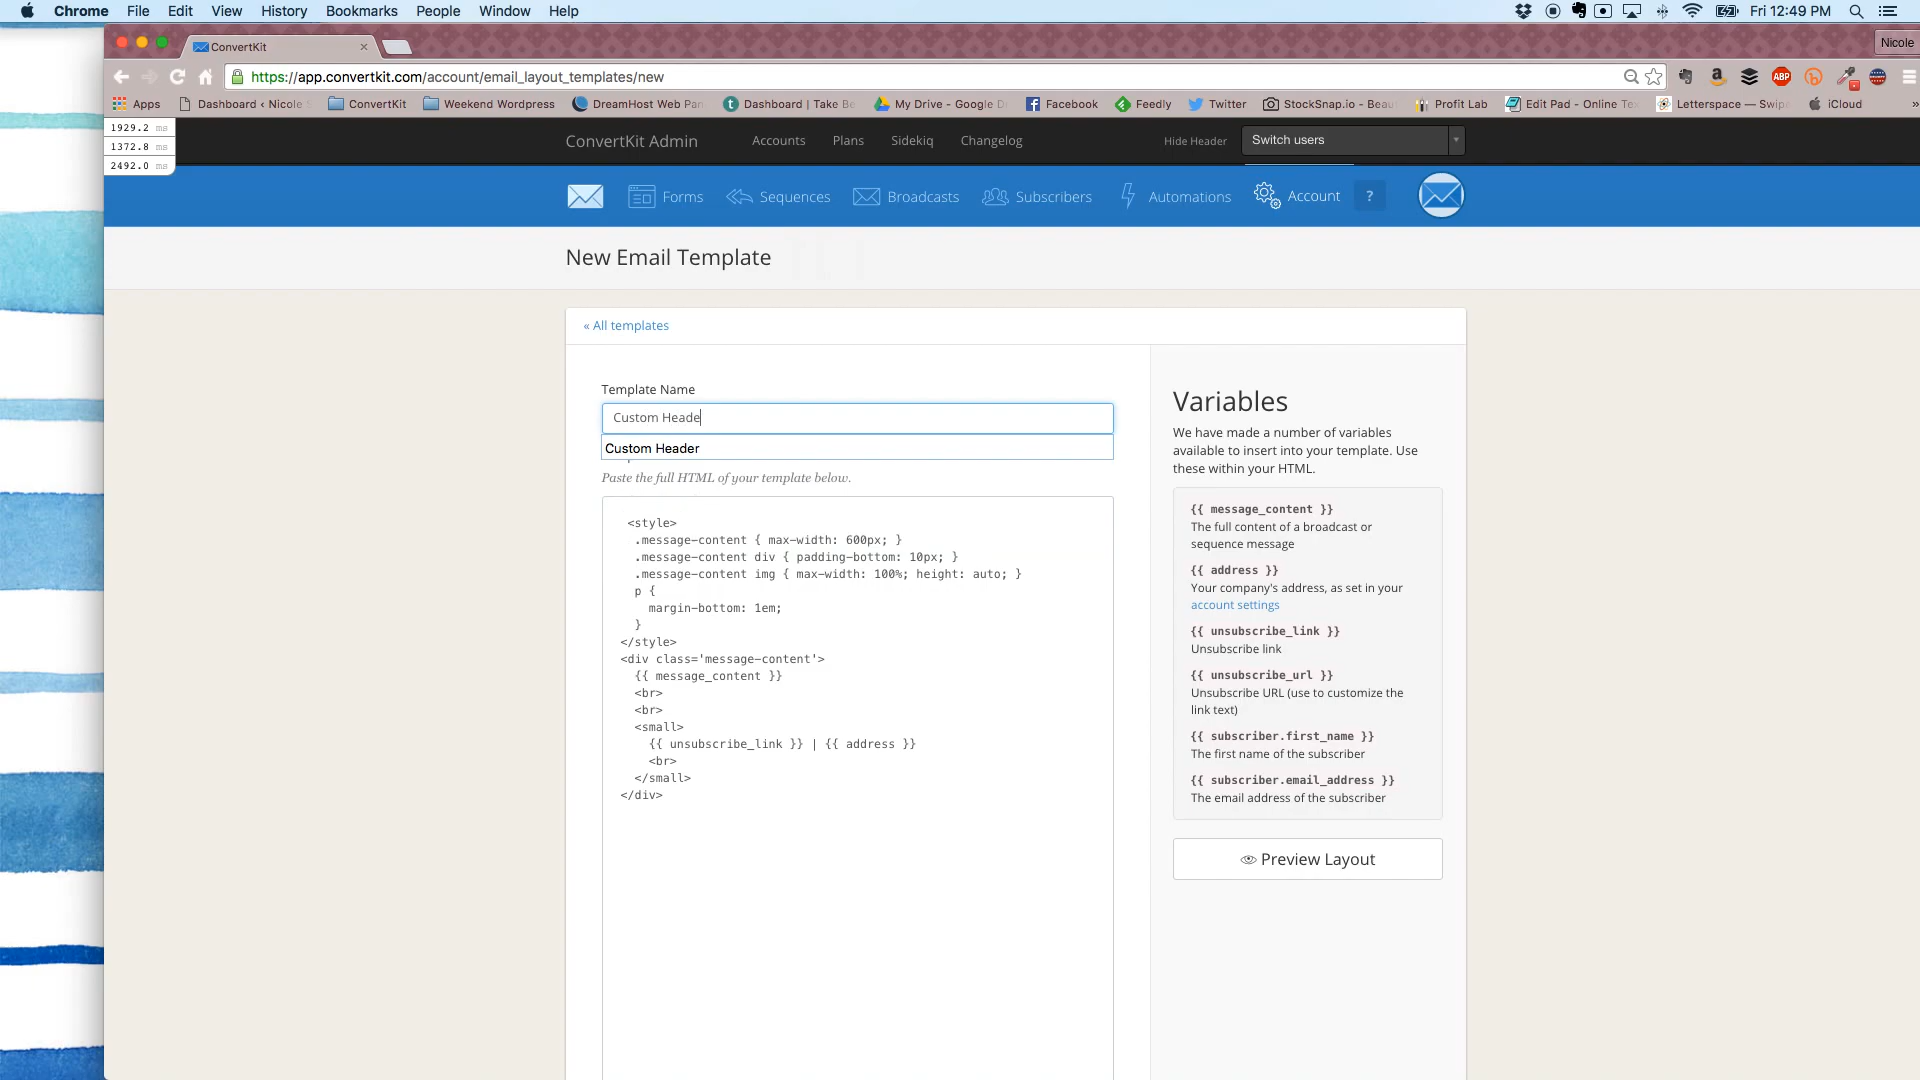 Chrome File Edit View History Bookmarks People Window Help Fri 12:49 PM
ConvertKit Nicole
https://app.convertkit.com/account/email_layout_templates/new
ABP
Apps Dashboard ‹ Nicole ConvertKit Weekend Wordpress DreamHost Web Pan Dashboard | Take Be My Drive - Google D Facebook Feedly Twitter StockSnap.io - Beau Profit Lab Edit Pad - Online Te Letterspace — Swip iCloud »
1929.2 ms
1372.8 ms
2492.0 ms
ConvertKit Admin Accounts Plans Sidekiq Changelog Hide Header Switch users
Forms Sequences Broadcasts Subscribers Automations Account ?
New Email Template
« All templates
Template Name
Custom Heade
Custom Header
Paste the full HTML of your template below.
<style>
.message-content { max-width: 600px; }
.message-content div { padding-bottom: 10px; }
.message-content img { max-width: 100%; height: auto; }
p {
margin-bottom: 1em;
}
</style>
<div class='message-content'>
{{ message_content }}
<br>
<br>
<small>
{{ unsubscribe_link }} | {{ address }}
<br>
</small>
</div>
Variables
We have made a number of variables
available to insert into your template. Use
these within your HTML.
{{ message_content }}
The full content of a broadcast or
sequence message
{{ address }}
Your company's address, as set in your
account settings
{{ unsubscribe_link }}
Unsubscribe link
{{ unsubscribe_url }}
Unsubscribe URL (use to customize the
link text)
{{ subscriber.first_name }}
The first name of the subscriber
{{ subscriber.email_address }}
The email address of the subscriber
Preview Layout